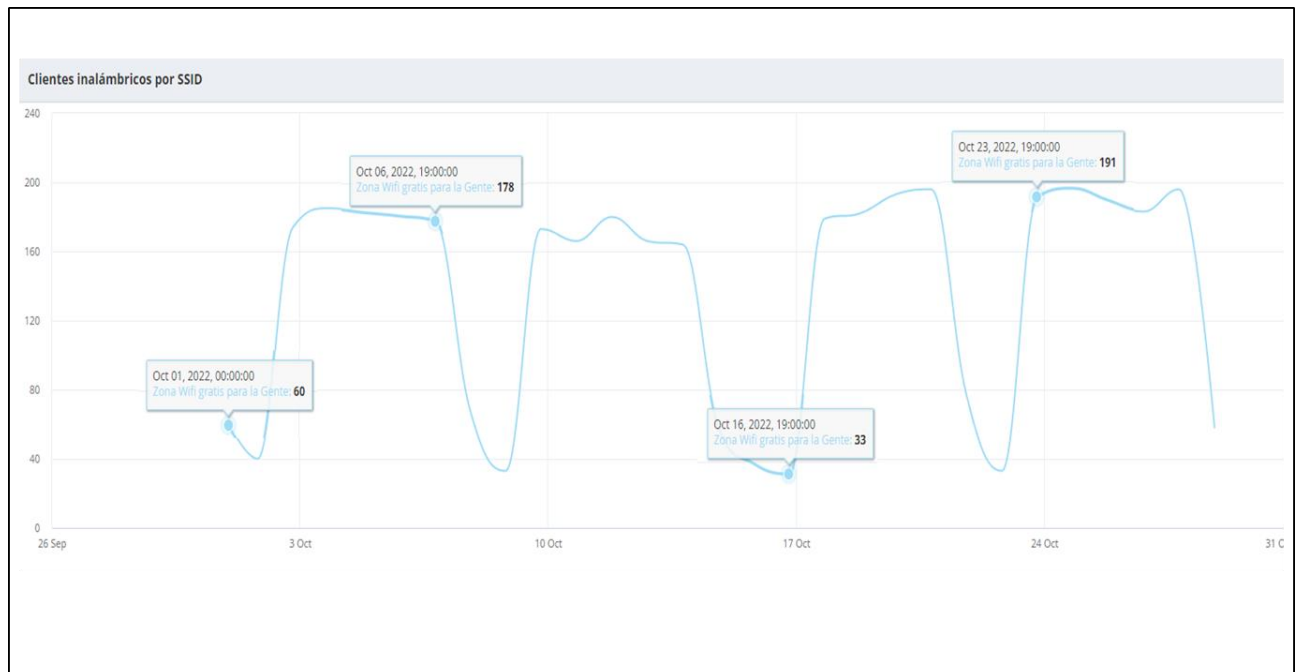 Clientes inalámbricos por SSID
240
200
160
120
80
40
0
Oct 01, 2022, 00:00:00
Zona Wifi gratis para la Gente: 60
Oct 06, 2022, 19:00:00
Zona Wifi gratis para la Gente: 178
Oct 16, 2022, 19:00:00
Zona Wifi gratis para la Gente: 33
Oct 23, 2022, 19:00:00
Zona Wifi gratis para la Gente: 191
26 Sep 3 Oct 10 Oct 17 Oct 24 Oct 31 O